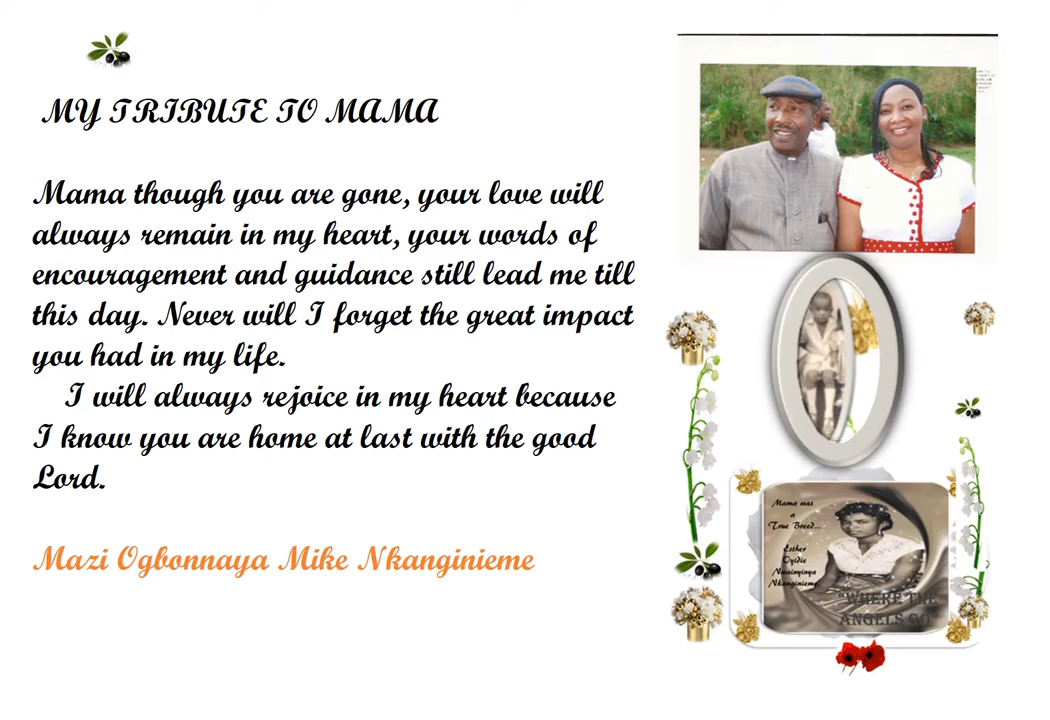 MY TRIBUTE TO MAMA
Mama though you are gone, your love will
always remain in my heart, your words of
encouragement and guidance still lead me till
this day. Never will I forget the great impact
you had in my life.
I will always rejoice in my heart because
I know you are home at last with the good
Lord.
Mazi Ogbonnaya Mike Nkanginieme
Mama was
a
True Breed...
Esther
Oyidie
Nwainyinya
Nkanginieme
"WHERE THE
ANGELS GO"